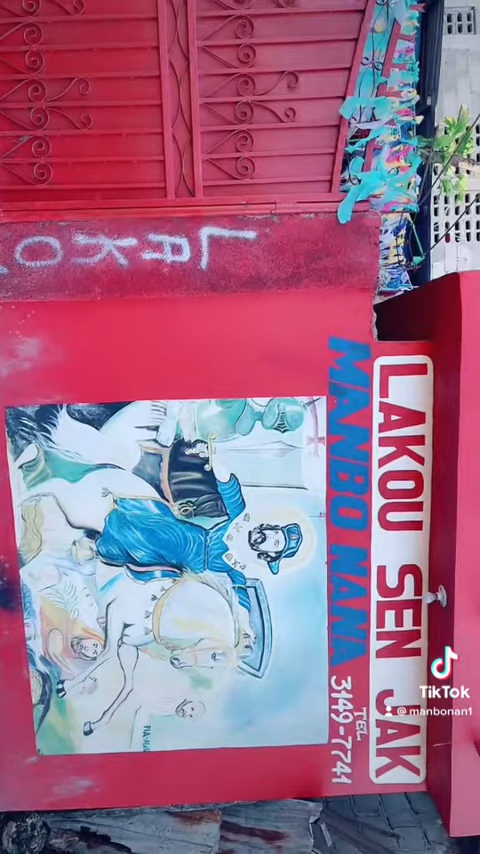 LAKOU SEN JAK
MANBO NANA
TEL
3149-7741
LAKO
TikTok
@manbonan1